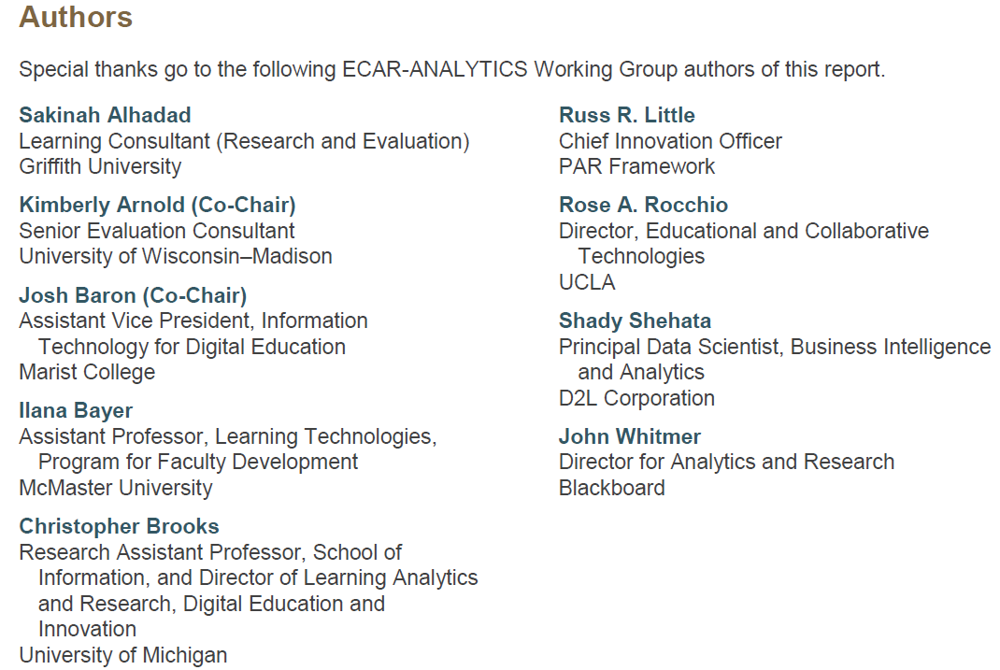 Authors
Special thanks go to the following ECAR-ANALYTICS Working Group authors of this report.
Sakinah Alhadad
Learning Consultant (Research and Evaluation)
Griffith University
Kimberly Arnold (Co-Chair)
Senior Evaluation Consultant
University of Wisconsin–Madison
Josh Baron (Co-Chair)
Assistant Vice President, Information
Technology for Digital Education
Marist College
Ilana Bayer
Assistant Professor, Learning Technologies,
Program for Faculty Development
McMaster University
Christopher Brooks
Research Assistant Professor, School of
Information, and Director of Learning Analytics
and Research, Digital Education and
Innovation
University of Michigan
Russ R. Little
Chief Innovation Officer
PAR Framework
Rose A. Rocchio
Director, Educational and Collaborative
Technologies
UCLA
Shady Shehata
Principal Data Scientist, Business Intelligence
and Analytics
D2L Corporation
John Whitmer
Director for Analytics and Research
Blackboard